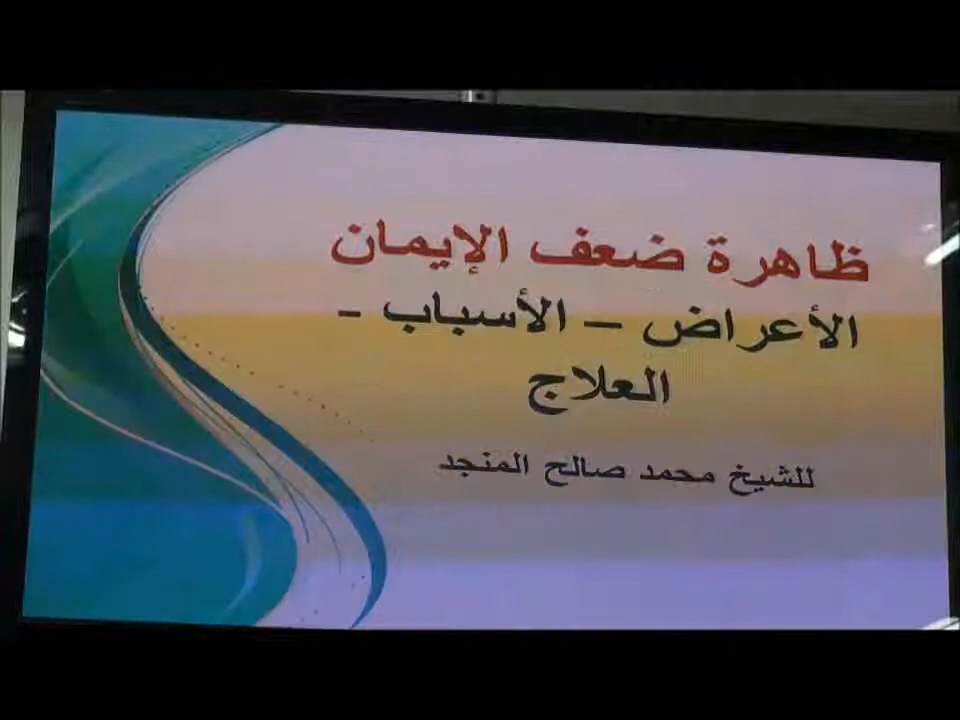 ظاهرة ضعف الإيمان
الأعراض – الأسباب -
العلاج
للشيخ محمد صالح المنجد